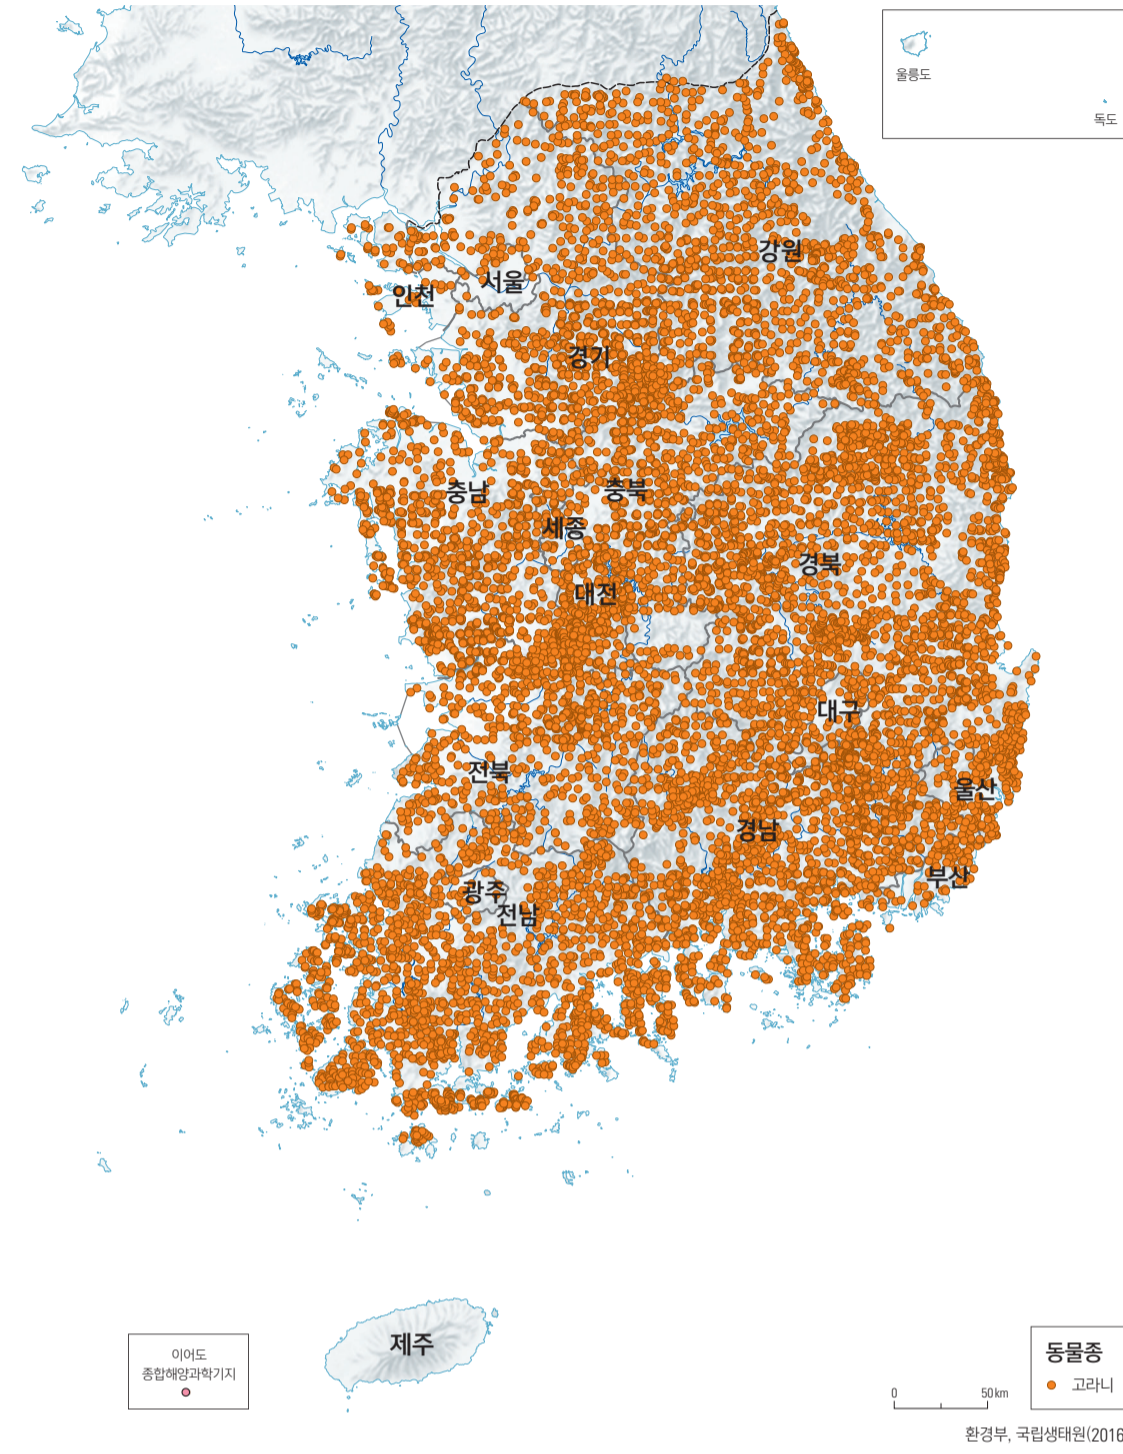 울릉도
독도
강원
서울
인천
경기
충남
충북
세종
경북
대전
대구
전북
울산
경남
부산
광주
전남
제주
이어도
종합해양과학기지
동물종
고라니
0 50km
환경부, 국립생태원(2016